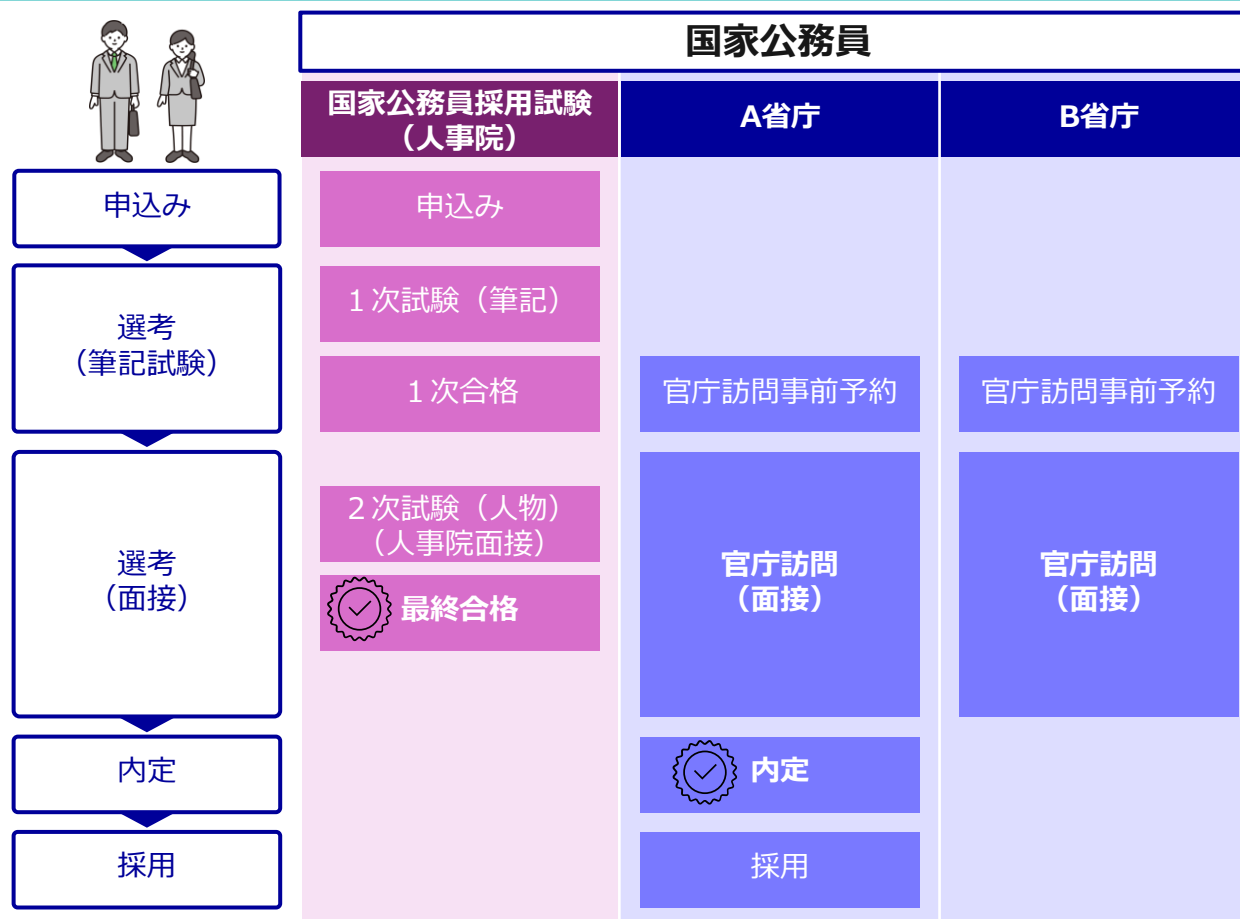 国家公務員
国家公務員採用試験
（人事院）
A省庁
B省庁
申込み
申込み
選考
（筆記試験）
１次試験（筆記）
１次合格
官庁訪問事前予約
官庁訪問事前予約
選考
（面接）
２次試験（人物）
（人事院面接）
最終合格
官庁訪問
（面接）
官庁訪問
（面接）
内定
内定
採用
採用